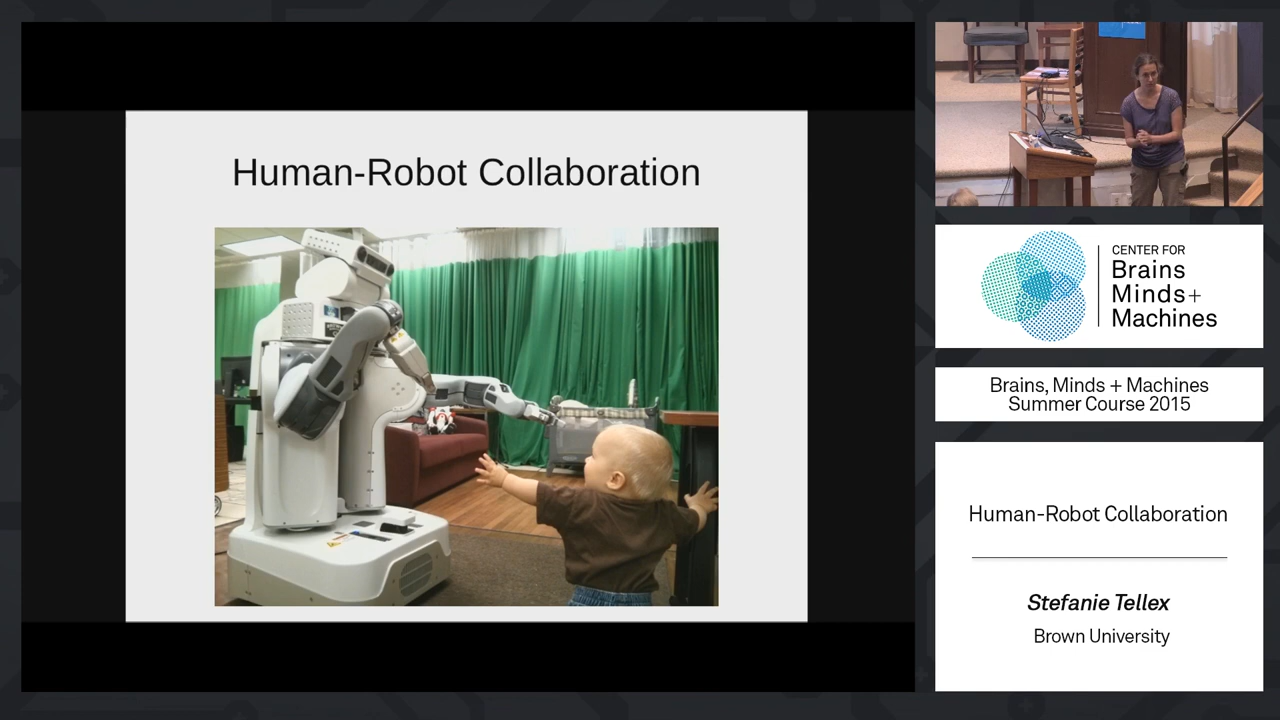 Human-Robot Collaboration
CENTER FOR
Brains
Minds+
Machines
Brains, Minds + Machines
Summer Course 2015
Human-Robot Collaboration
Stefanie Tellex
Brown University